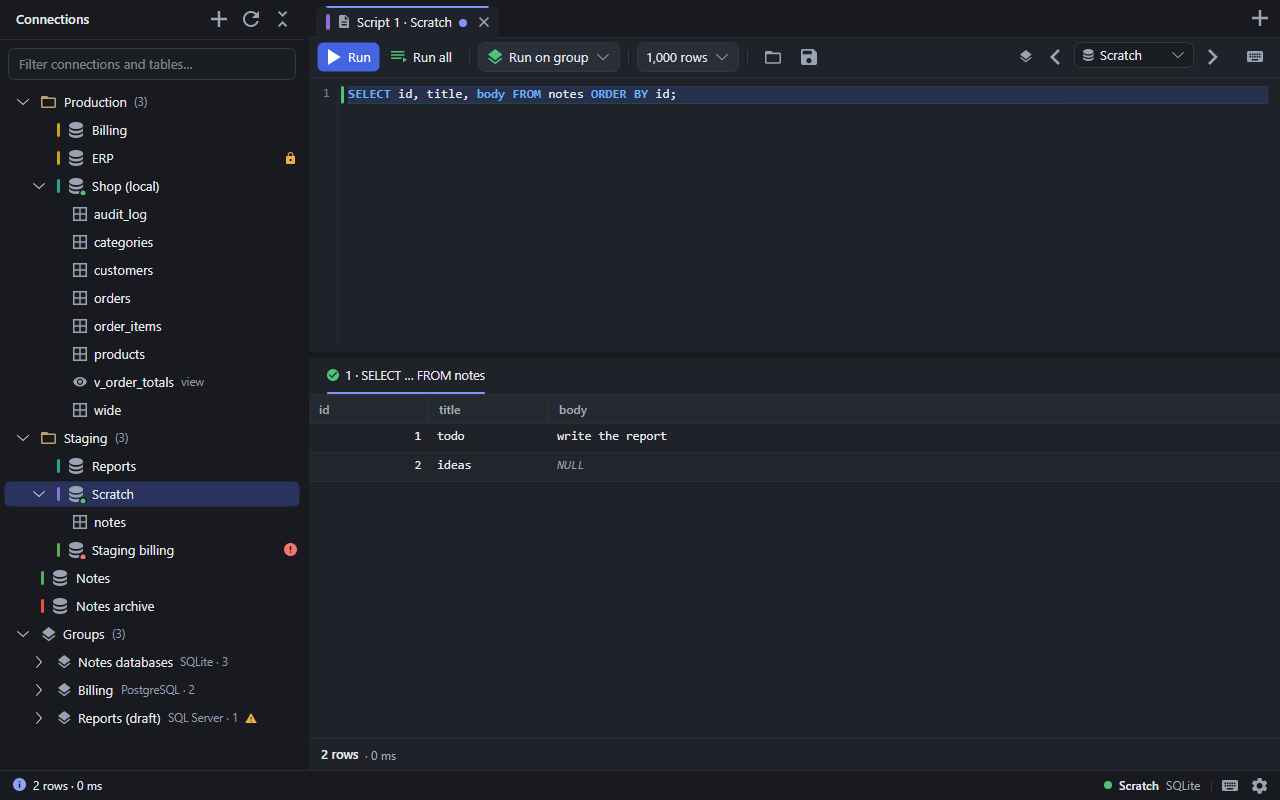 Connections
Script 1 · Scratch
Filter connections and tables...
Run
Run all
Run on group
1,000 rows
Scratch
1
SELECT id, title, body FROM notes ORDER BY id;
Production (3)
Billing
ERP
Shop (local)
audit_log
categories
customers
orders
order_items
products
v_order_totals view
wide
Staging (3)
Reports
Scratch
notes
Staging billing
Notes
Notes archive
Groups (3)
Notes databases SQLite · 3
Billing PostgreSQL · 2
Reports (draft) SQL Server · 1
1 · SELECT ... FROM notes
id title body
1 todo write the report
2 ideas NULL
2 rows · 0 ms
2 rows · 0 ms
Scratch SQLite